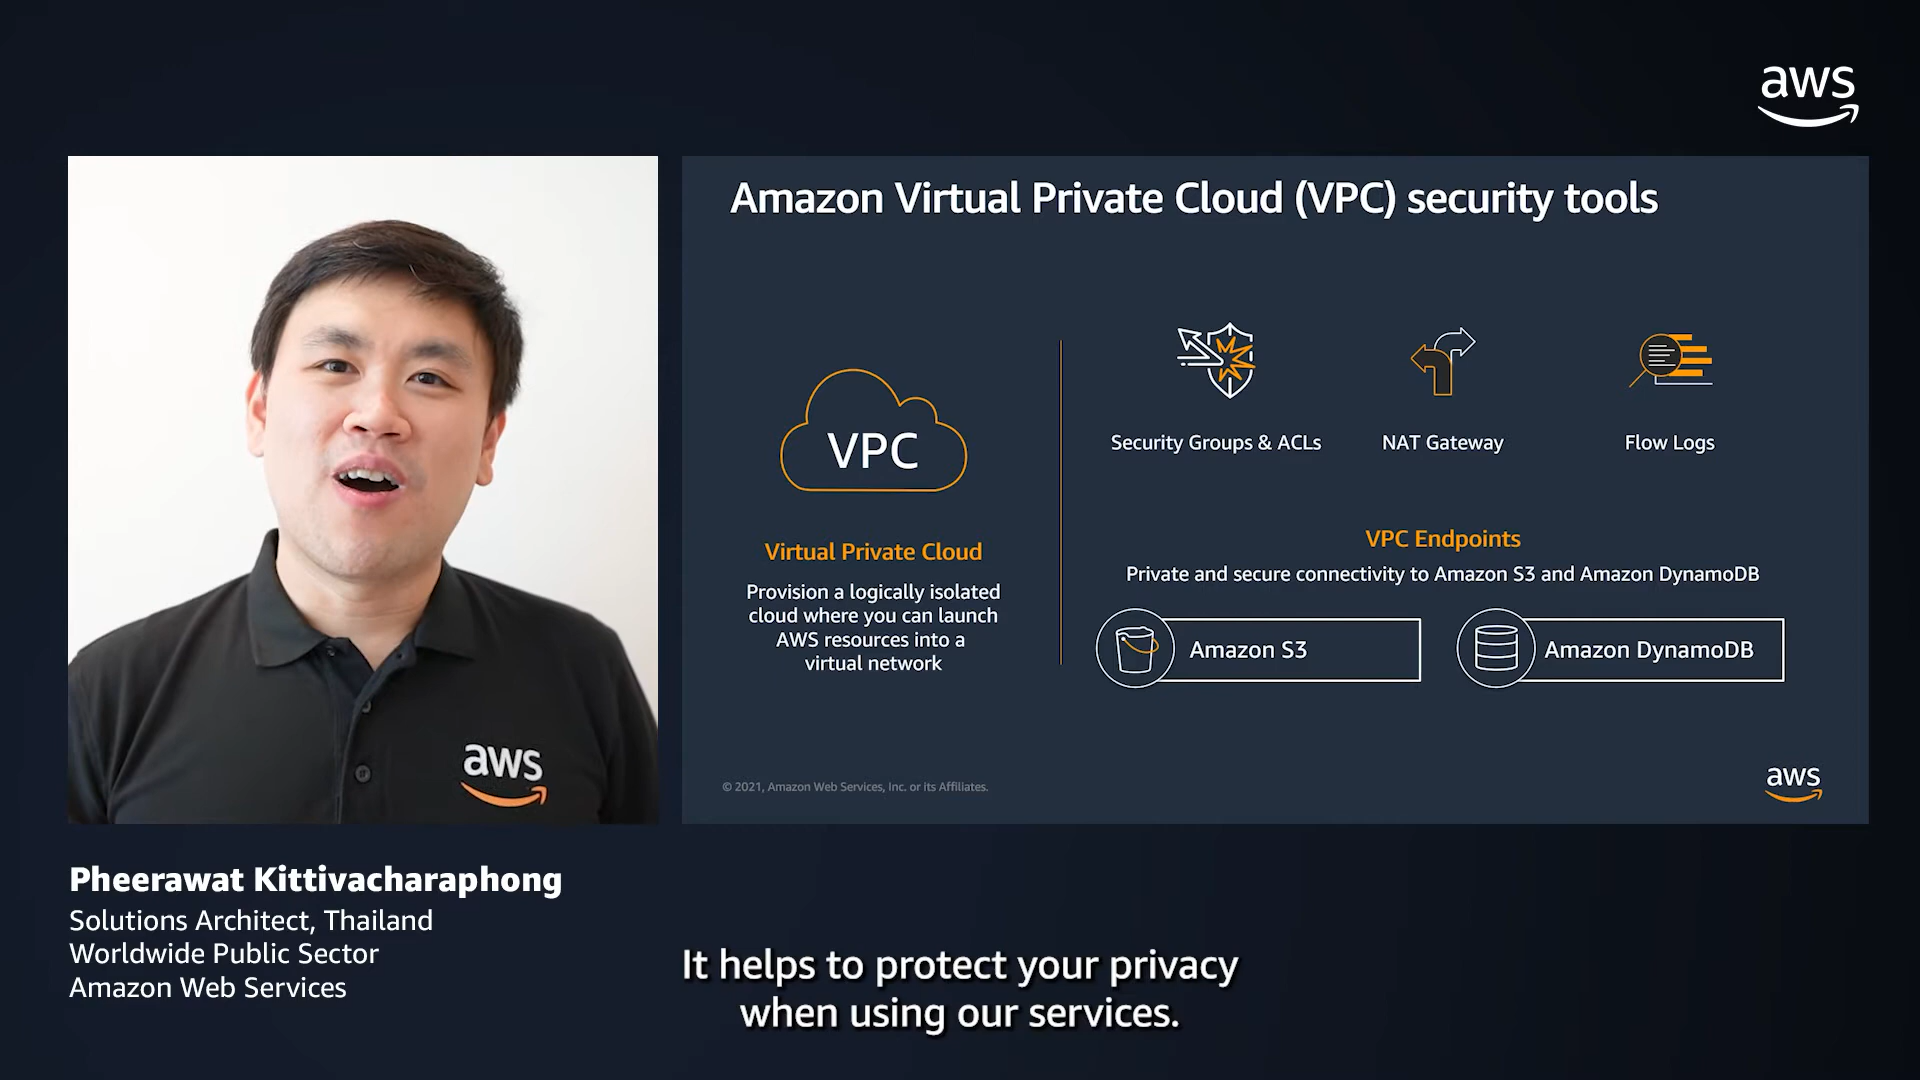 aws
Amazon Virtual Private Cloud (VPC) security tools
VPC
Virtual Private Cloud
Provision a logically isolated
cloud where you can launch
AWS resources into a
virtual network
Security Groups & ACLs
NAT Gateway
Flow Logs
VPC Endpoints
Private and secure connectivity to Amazon S3 and Amazon DynamoDB
Amazon S3
Amazon DynamoDB
© 2021, Amazon Web Services, Inc. or its Affiliates.
aws
aws
Pheerawat Kittivacharaphong
Solutions Architect, Thailand
Worldwide Public Sector
Amazon Web Services
It helps to protect your privacy
when using our services.